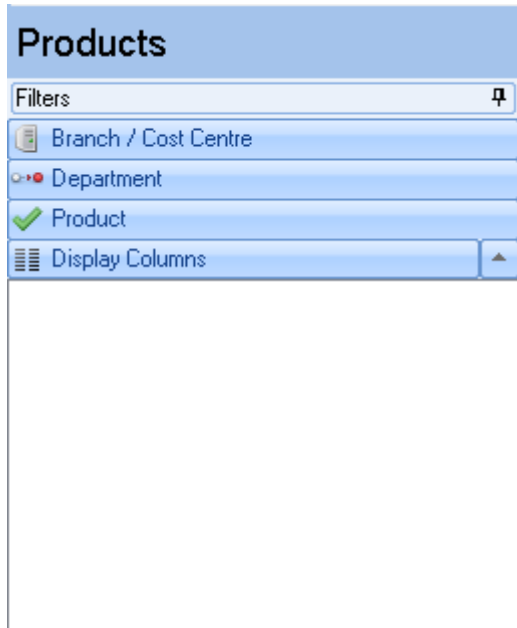 Products
Filters
Branch / Cost Centre
Department
Product
Display Columns